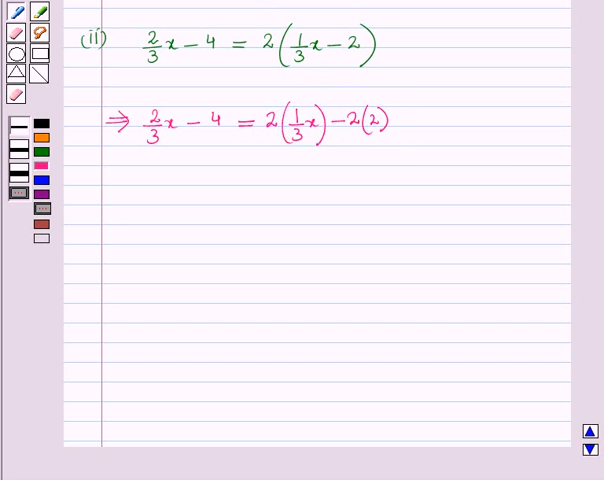 (ii) 2/3 x - 4 = 2(1/3 x - 2)
⇒ 2/3 x - 4 = 2(1/3 x) - 2(2)